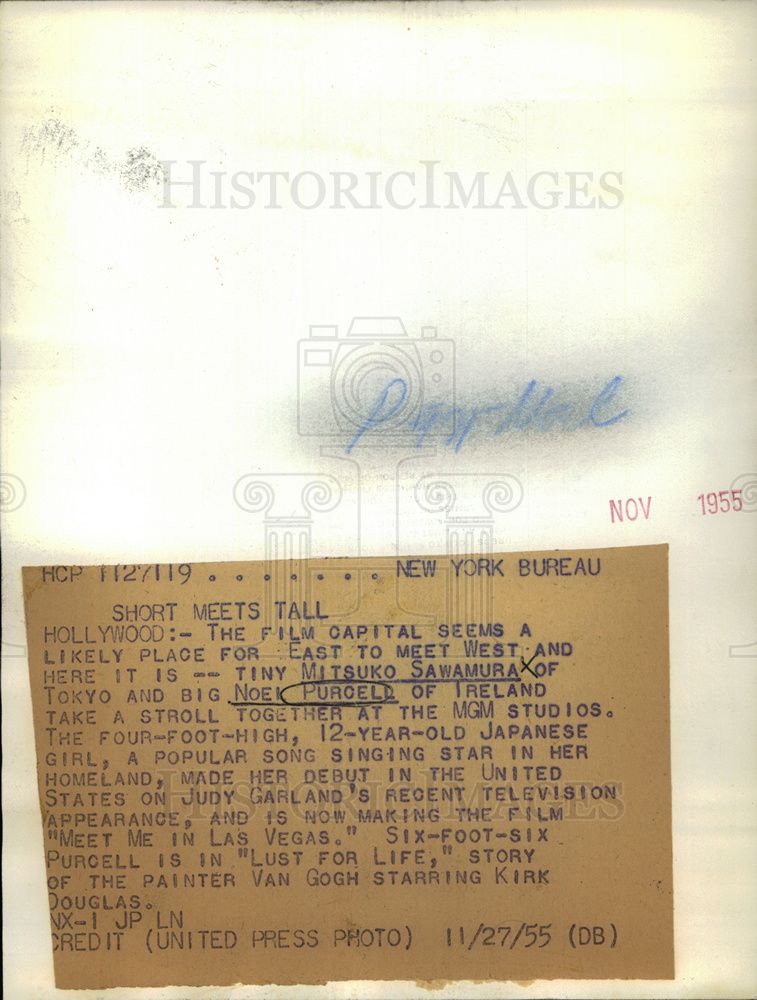 HISTORICIMAGES
NOV 1955
HCP 1127119 . . . . . . . NEW YORK BUREAU
SHORT MEETS TALL
HOLLYWOOD:- THE FILM CAPITAL SEEMS A
LIKELY PLACE FOR EAST TO MEET WEST AND
HERE IT IS -- TINY MITSUKO SAWAMURA OF
TOKYO AND BIG NOEL PURCELL OF IRELAND
TAKE A STROLL TOGETHER AT THE MGM STUDIOS.
THE FOUR-FOOT-HIGH, 12-YEAR-OLD JAPANESE
GIRL, A POPULAR SONG SINGING STAR IN HER
HOMELAND, MADE HER DEBUT IN THE UNITED
STATES ON JUDY GARLAND'S RECENT TELEVISION
APPEARANCE, AND IS NOW MAKING THE FILM
"MEET ME IN LAS VEGAS." SIX-FOOT-SIX
PURCELL IS IN "LUST FOR LIFE," STORY
OF THE PAINTER VAN GOGH STARRING KIRK
DOUGLAS.
NX-1 JP LN
CREDIT (UNITED PRESS PHOTO) 11/27/55 (DB)
HISTORICIMAGES